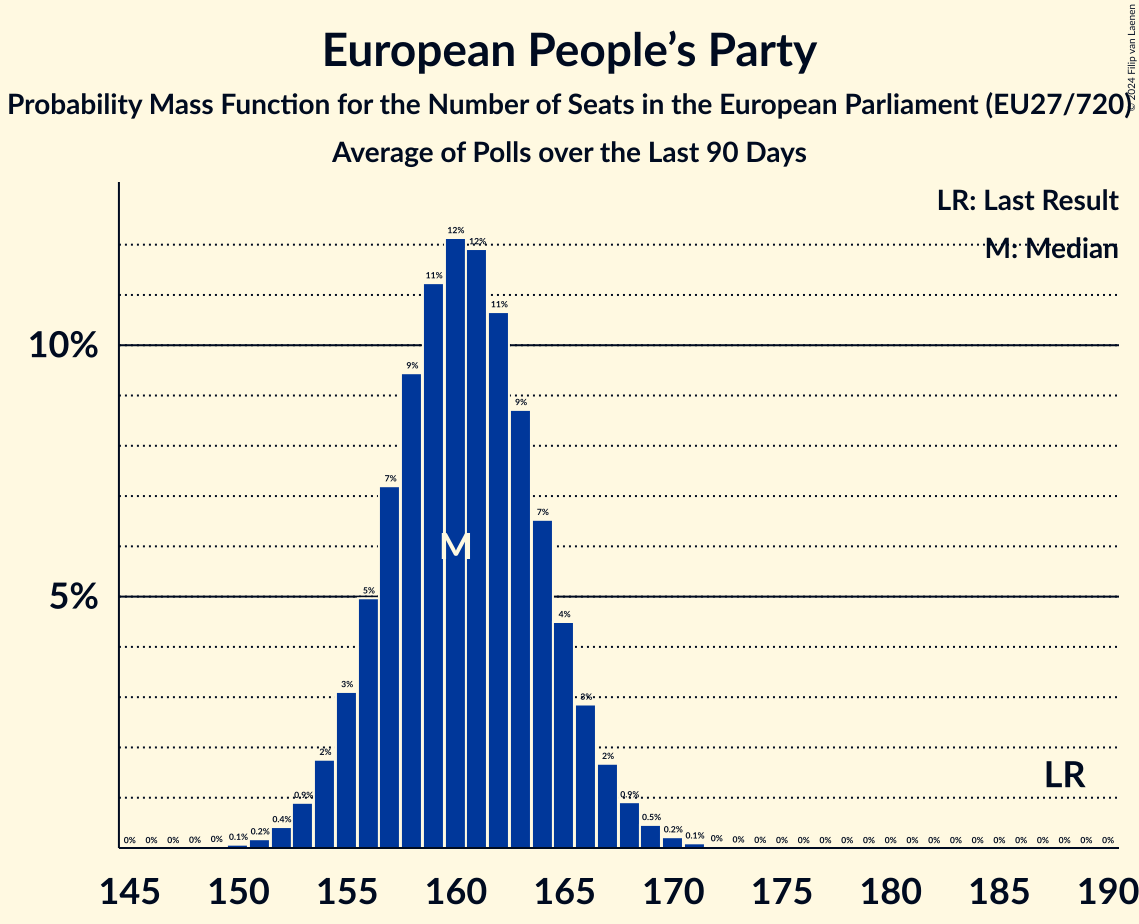 European People’s Party
Probability Mass Function for the Number of Seats in the European Parliament (EU27/720)
Average of Polls over the Last 90 Days
© 2024 Filip van Laenen
LR: Last Result
M: Median
10%
5%
0% 0% 0% 0% 0% 0.1% 0.2% 0.4% 0.9% 2% 3% 5% 7% 9% 11% 12% 12% 11% 9% 7% 4% 3% 2% 0.9% 0.5% 0.2% 0.1% 0% 0% 0% 0% 0% 0% 0% 0% 0% 0% 0% 0% 0% 0% 0% 0% 0% 0% 0%
M
LR
145 150 155 160 165 170 175 180 185 190